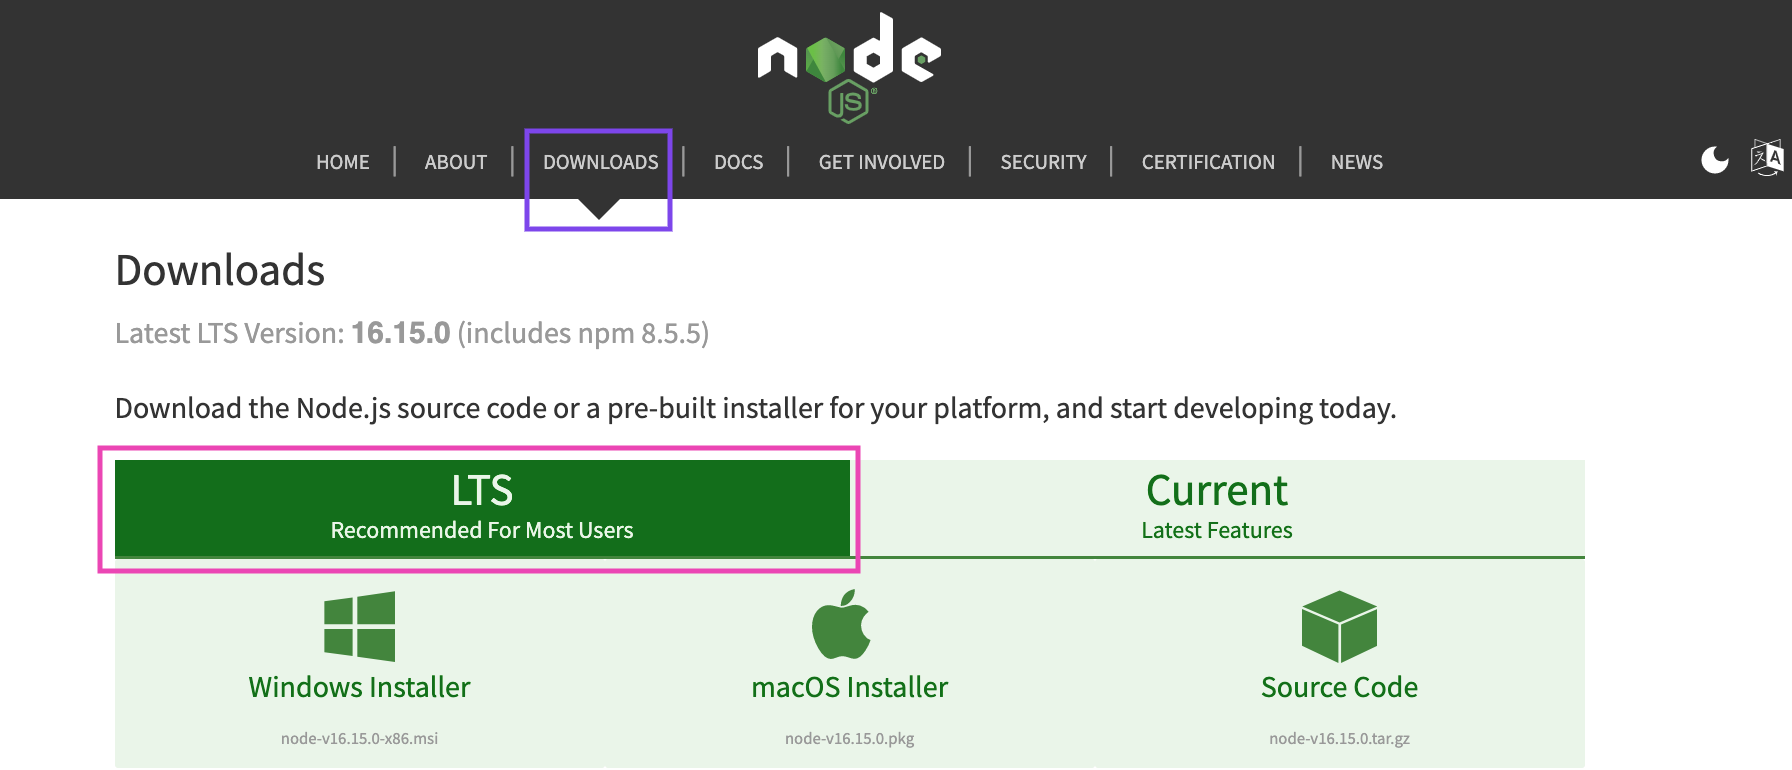 node
JS®
HOME | ABOUT | DOWNLOADS | DOCS | GET INVOLVED | SECURITY | CERTIFICATION | NEWS
文A
Downloads
Latest LTS Version: 16.15.0 (includes npm 8.5.5)
Download the Node.js source code or a pre-built installer for your platform, and start developing today.
LTS
Recommended For Most Users
Current
Latest Features
Windows Installer
node-v16.15.0-x86.msi
macOS Installer
node-v16.15.0.pkg
Source Code
node-v16.15.0.tar.gz